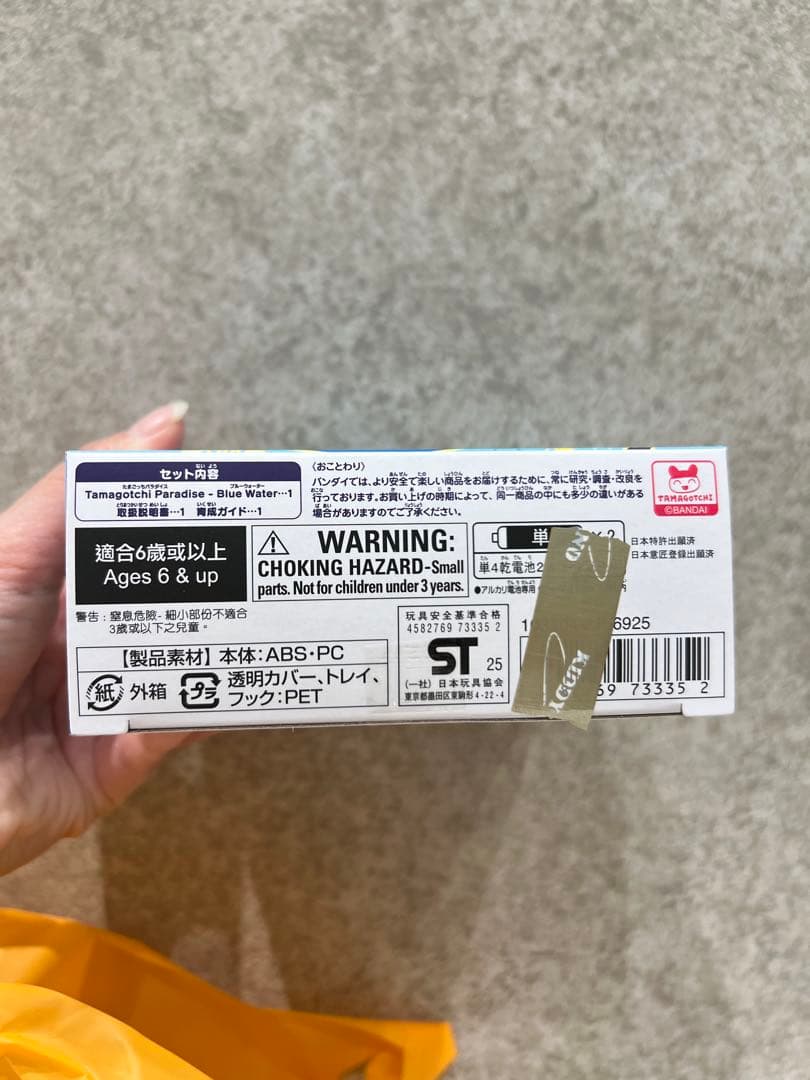 セット内容
Tamagotchi Paradise - Blue Water…1
取扱説明書…1 育成ガイド…1
〈おことわり〉
バンダイでは、より安全で楽しい商品をお届けするために、常に研究・調査・改良を
行っております。お買い上げの時期によって、同一商品の中にも多少の違いがある
場合がありますのでご了承ください。
TAMAGOTCHI
©BANDAI
適合6歳或以上
Ages 6 & up
WARNING:
CHOKING HAZARD-Small
parts. Not for children under 3 years.
単
単4乾電池2
●アルカリ電池専用
日本特許出願済
日本意匠登録出願済
警告：窒息危險- 細小部份不適合
3歲或以下之兒童。
【製品素材】本体：ABS・PC
紙 外箱
プラ 透明カバー、トレイ、
フック：PET
玩具安全基準合格
4582769 73335 2
ST 25
(一社) 日本玩具協会
東京都墨田区東駒形4-22-4
6925
69 73335 2